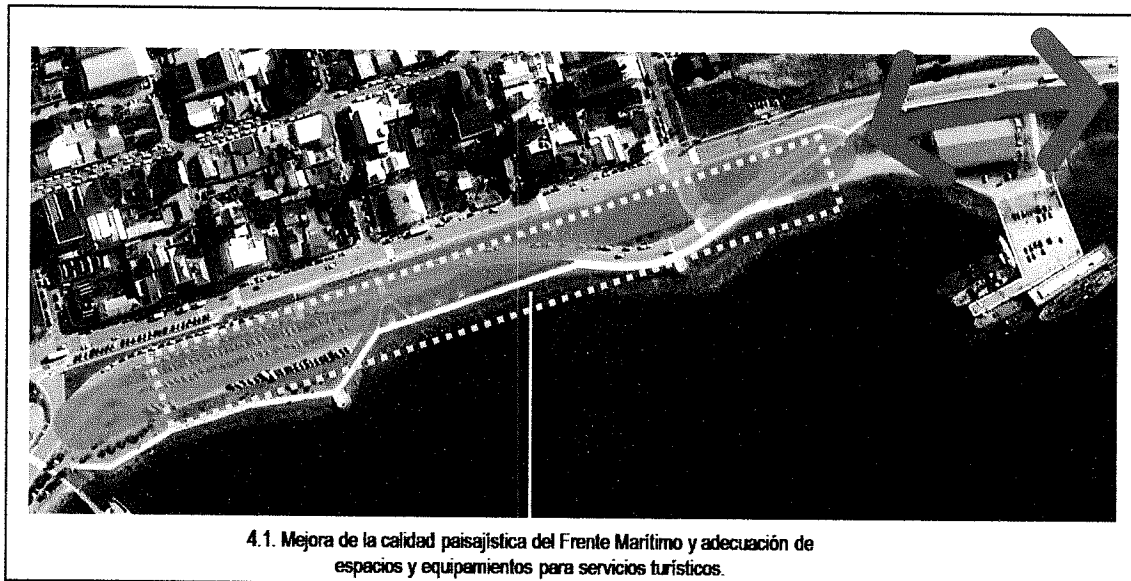 4.1. Mejora de la calidad paisajística del Frente Marítimo y adecuación de
espacios y equipamientos para servicios turísticos.